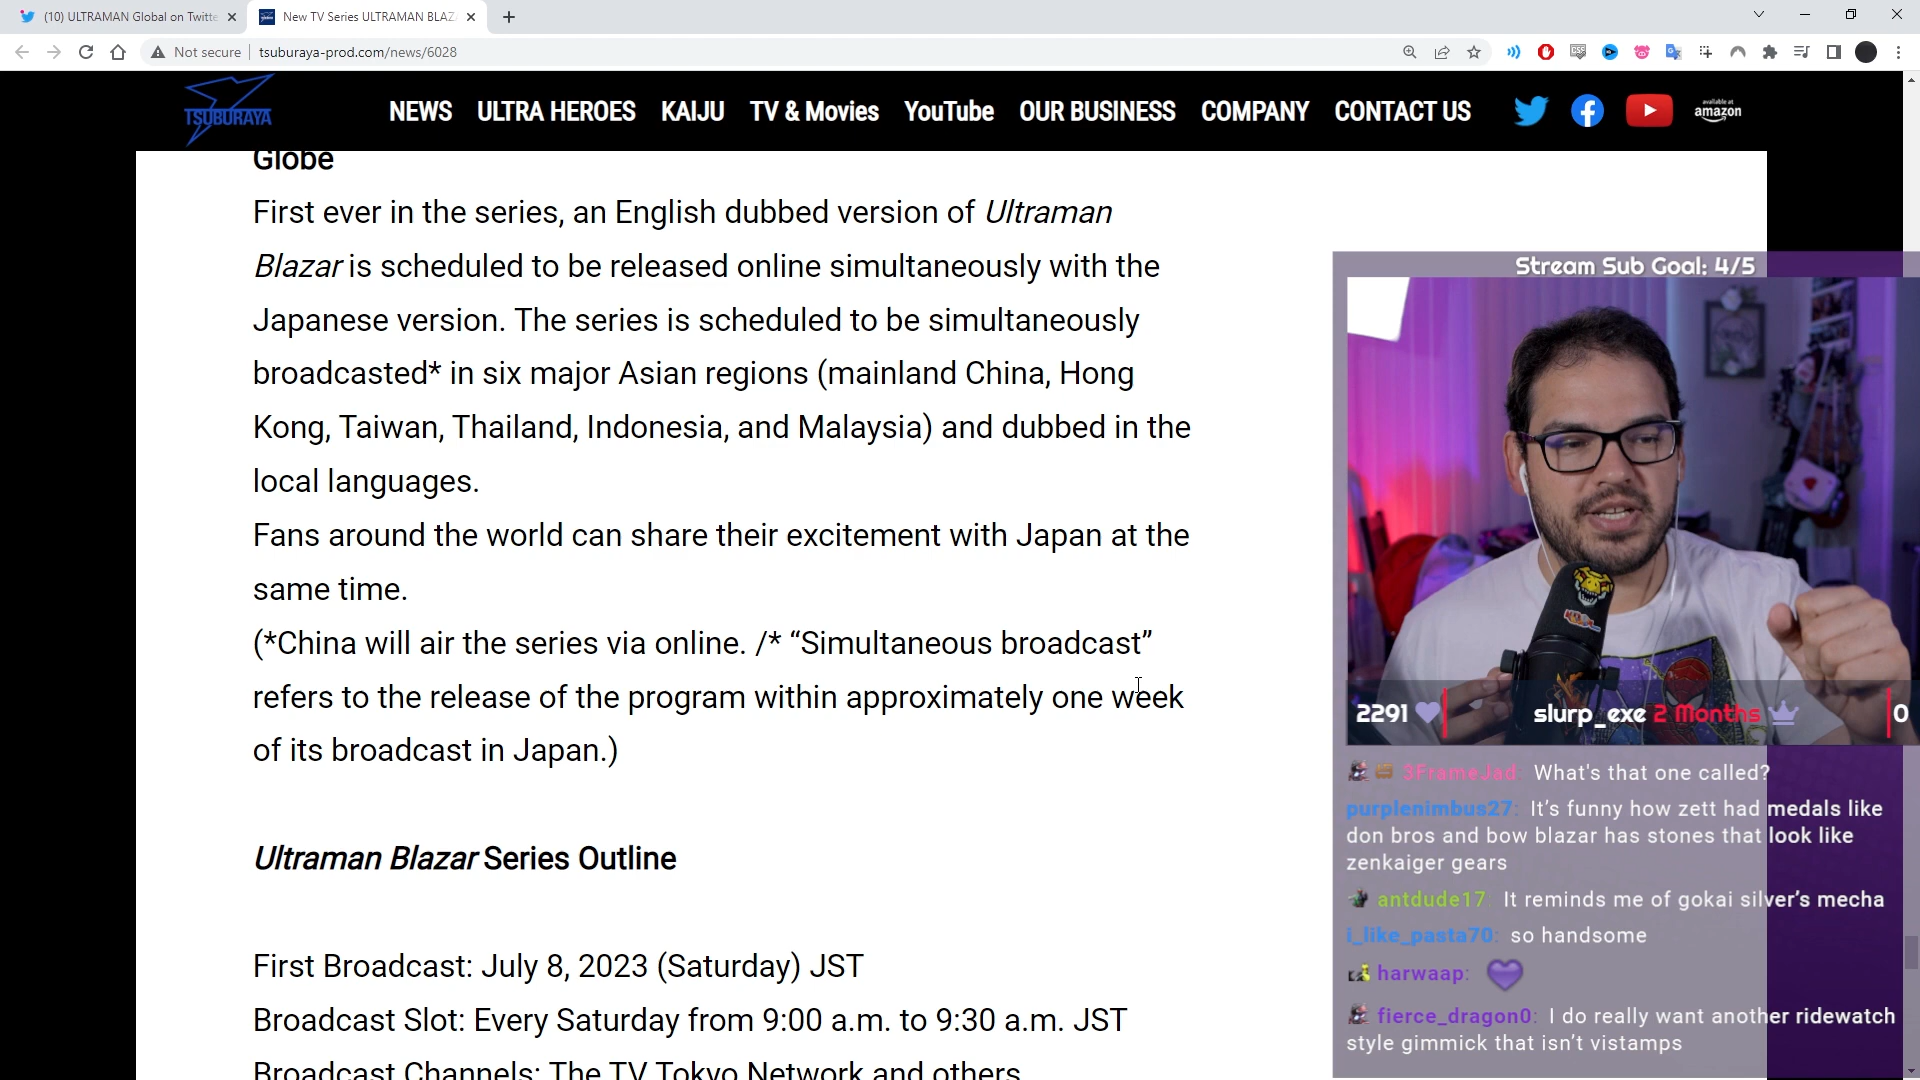 (10) ULTRAMAN Global on Twitte
New TV Series ULTRAMAN BLAZ
Not secure
tsuburaya-prod.com/news/6028
TSUBURAYA
NEWS
ULTRA HEROES
KAIJU
TV & Movies
YouTube
OUR BUSINESS
COMPANY
CONTACT US
available at
amazon
Globe
First ever in the series, an English dubbed version of Ultraman
Blazar is scheduled to be released online simultaneously with the
Japanese version. The series is scheduled to be simultaneously
broadcasted* in six major Asian regions (mainland China, Hong
Kong, Taiwan, Thailand, Indonesia, and Malaysia) and dubbed in the
local languages.
Fans around the world can share their excitement with Japan at the
same time.
(*China will air the series via online. /* “Simultaneous broadcast”
refers to the release of the program within approximately one week
of its broadcast in Japan.)
Ultraman Blazar Series Outline
First Broadcast: July 8, 2023 (Saturday) JST
Broadcast Slot: Every Saturday from 9:00 a.m. to 9:30 a.m. JST
Broadcast Channels: The TV Tokyo Network and others
Stream Sub Goal: 4/5
2291
slurp_exe 2 Months
0
3FrameJad: What's that one called?
purplenimbus27: It’s funny how zett had medals like
don bros and bow blazar has stones that look like
zenkaiger gears
antdude17: It reminds me of gokai silver’s mecha
i_like_pasta70: so handsome
harwaap:
fierce_dragon0: I do really want another ridewatch
style gimmick that isn’t vistamps